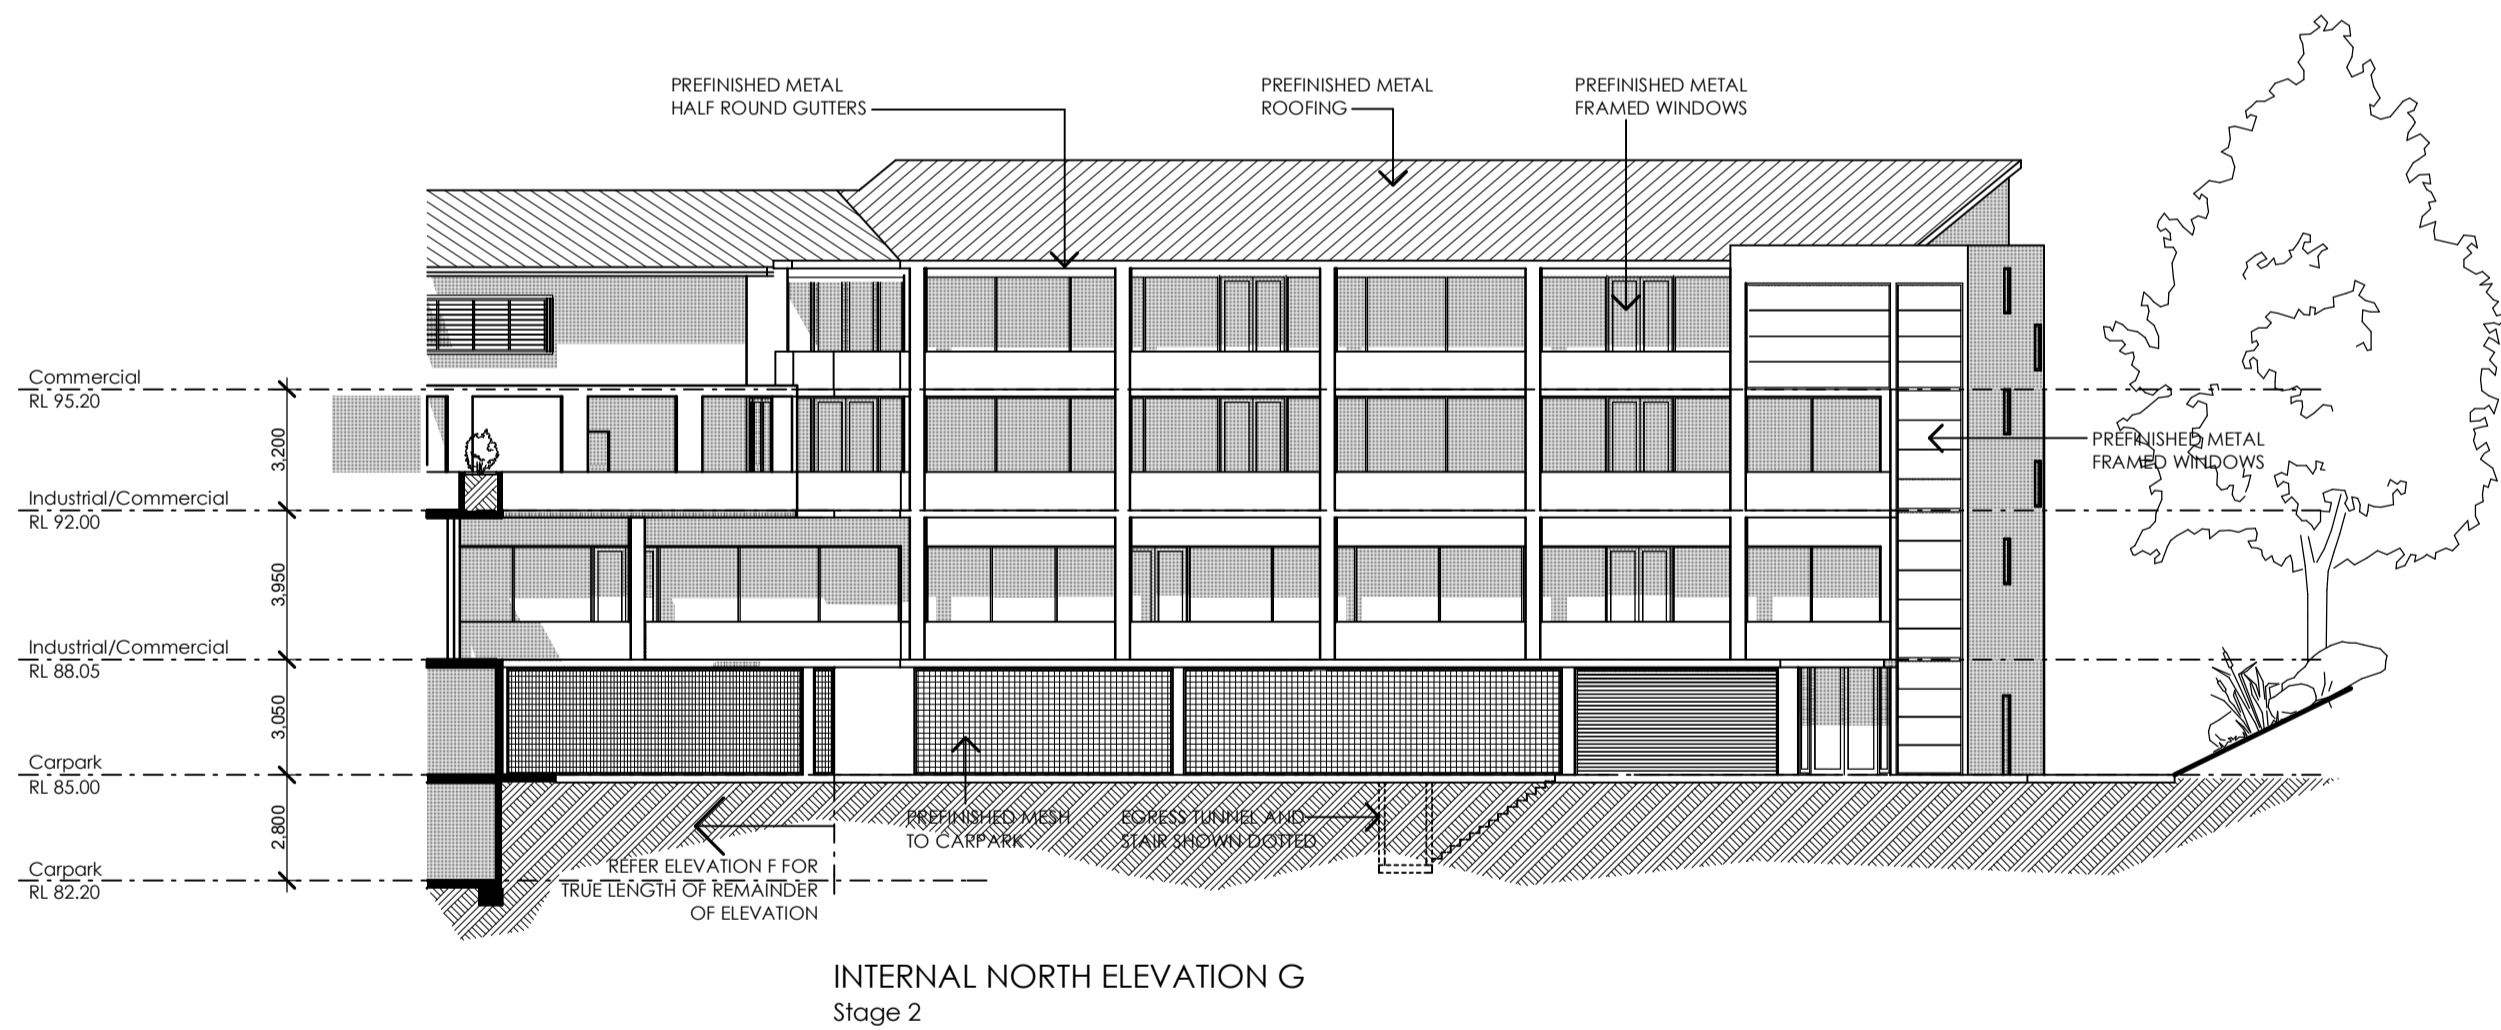 PREFINISHED METAL
HALF ROUND GUTTERS
PREFINISHED METAL
ROOFING
PREFINISHED METAL
FRAMED WINDOWS
Commercial
RL 95.20
3,200
PREFINISHED METAL
FRAMED WINDOWS
Industrial/Commercial
RL 92.00
3,950
Industrial/Commercial
RL 88.05
3,050
Carpark
RL 85.00
2,800
PREFINISHED MESH
TO CARPARK
EGRESS TUNNEL AND
STAIR SHOWN DOTTED
Carpark
RL 82.20
REFER ELEVATION F FOR
TRUE LENGTH OF REMAINDER
OF ELEVATION
INTERNAL NORTH ELEVATION G
Stage 2